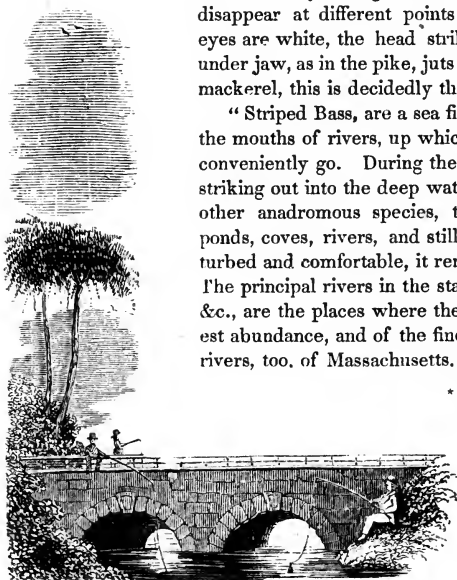 disappear at different points
eyes are white, the head stri
under jaw, as in the pike, juts
mackerel, this is decidedly th
“ Striped Bass, are a sea fi
the mouths of rivers, up whic
conveniently go. During the
striking out into the deep wat
other anadromous species, t
ponds, coves, rivers, and still
turbed and comfortable, it rer
The principal rivers in the sta
&c., are the places where the
est abundance, and of the fine
rivers, too. of Massachusetts.
*